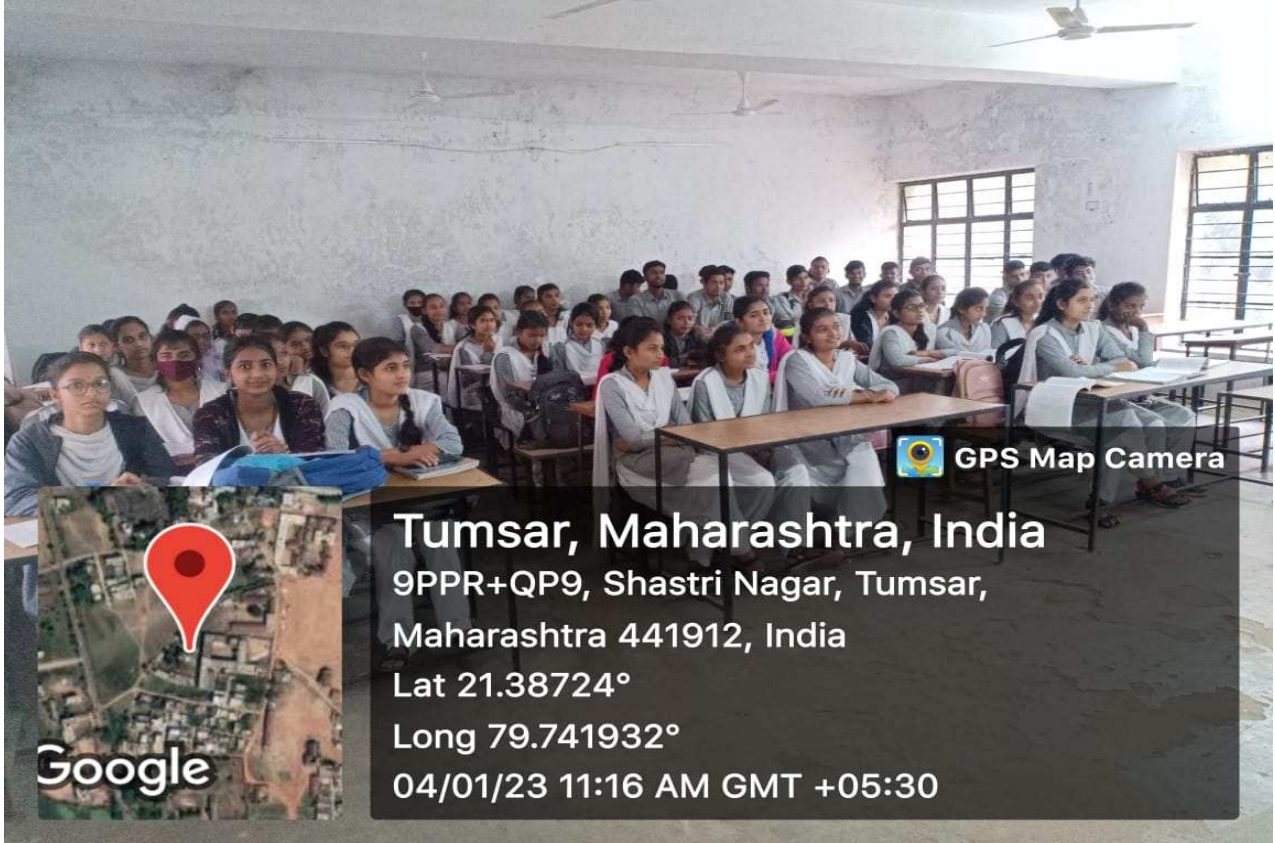 GPS Map Camera
Tumsar, Maharashtra, India
9PPR+QP9, Shastri Nagar, Tumsar,
Maharashtra 441912, India
Lat 21.38724°
Long 79.741932°
04/01/23 11:16 AM GMT +05:30
Google